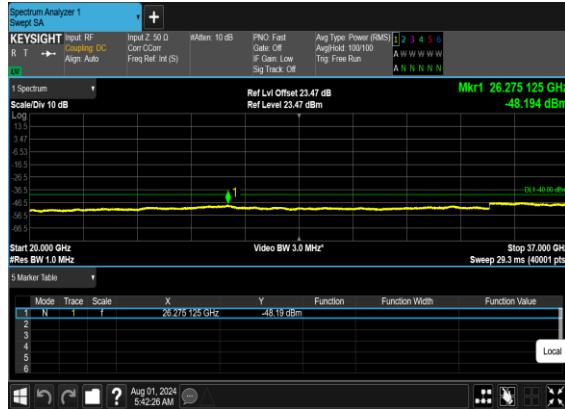 Spectrum Analyzer 1
Swept SA
+
KEYSIGHT
R T
Input: RF
Coupling: DC
Align: Auto
Input Z: 50 Ω
Corr CCorr
Freq Ref: Int (S)
#Atten: 10 dB
PNO: Fast
Gate: Off
IF Gain: Low
Sig Track: Off
Avg Type: Power (RMS)
Avg|Hold: 100/100
Trig: Free Run
1 2 3 4 5 6
A W W W W W
A N N N N N
1 Spectrum
Scale/Div 10 dB
Ref Lvl Offset 23.47 dB
Ref Level 23.47 dBm
Mkr1 26.275 125 GHz
-48.194 dBm
Log
13.5
3.47
-6.53
-16.5
-26.5
-36.5
-46.5
-56.5
-66.5
1
DL1 -40.00 dBm
Start 20.000 GHz
#Res BW 1.0 MHz
Video BW 3.0 MHz*
Stop 37.000 GHz
Sweep 29.3 ms (40001 pts)
5 Marker Table
Mode Trace Scale X Y Function Function Width Function Value
1 N 1 f 26.275 125 GHz -48.19 dBm
2
3
4
5
6
Local
?
Aug 01, 2024
5:42:26 AM